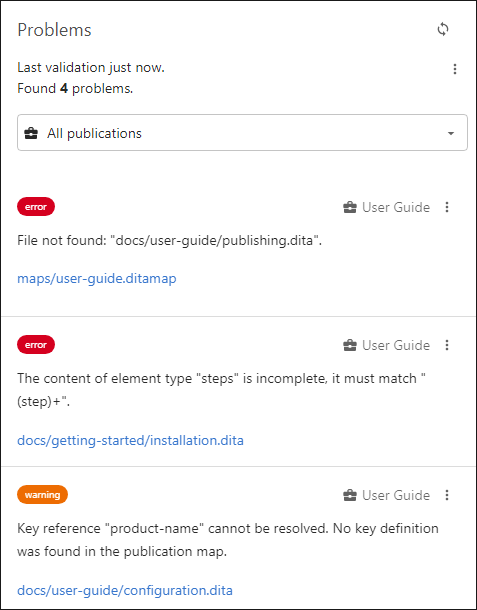 Problems
Last validation just now.
Found 4 problems.
All publications
error
User Guide
File not found: "docs/user-guide/publishing.dita".
maps/user-guide.ditamap
error
User Guide
The content of element type "steps" is incomplete, it must match "
(step)+".
docs/getting-started/installation.dita
warning
User Guide
Key reference "product-name" cannot be resolved. No key definition
was found in the publication map.
docs/user-guide/configuration.dita